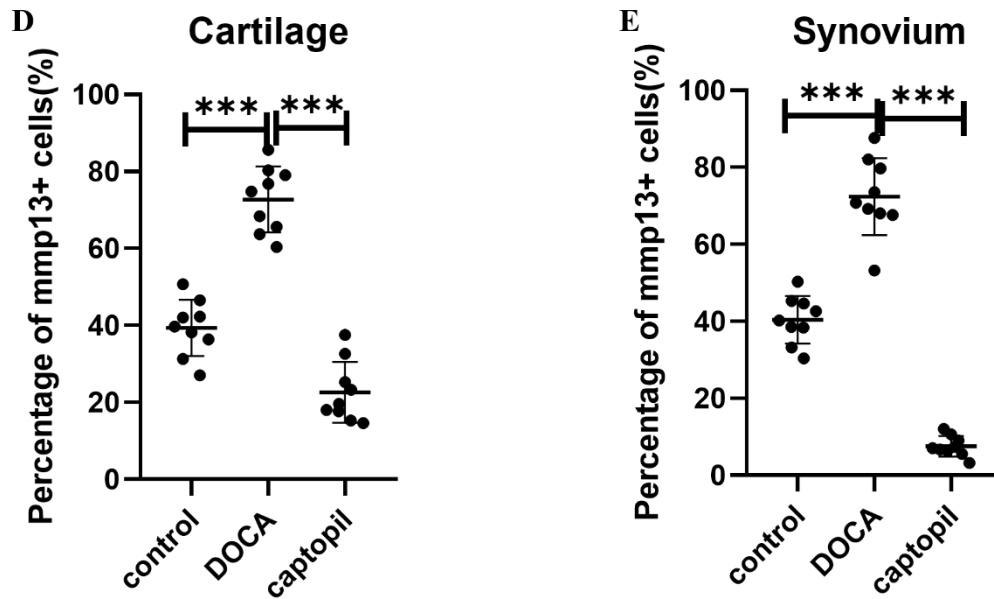 D
Cartilage
Percentage of mmp13+ cells(%)
100
80
60
40
20
0
*** ***
control
DOCA
captopil
E
Synovium
Percentage of mmp13+ cells(%)
100
80
60
40
20
0
*** ***
control
DOCA
captopil